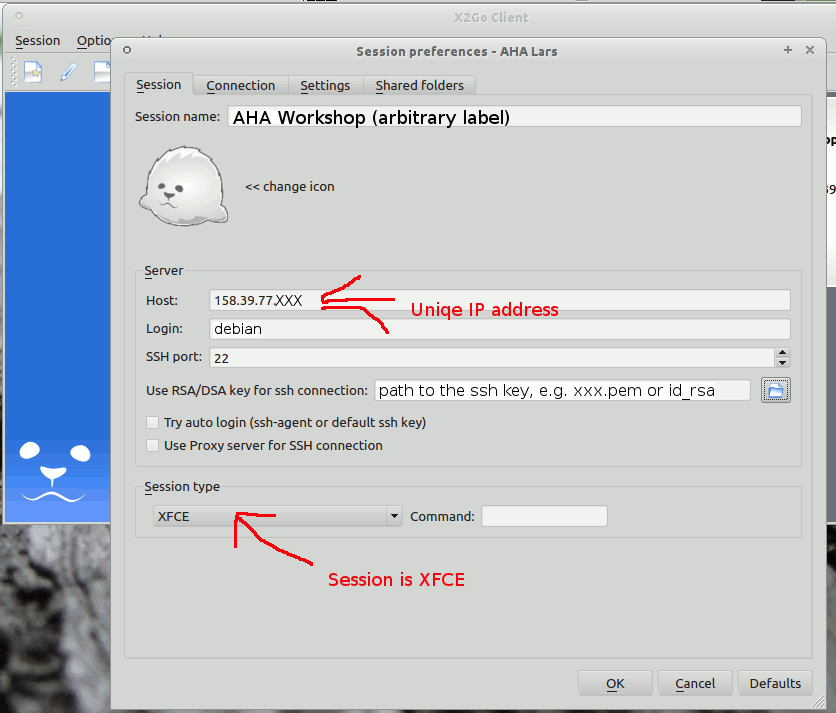 X2Go Client
Session
Session preferences - AHA Lars
Session Connection Settings Shared folders
Session name: AHA Workshop (arbitrary label)
<< change icon
Server
Host: 158.39.77.XXX
Uniqe IP address
Login: debian
SSH port: 22
Use RSA/DSA key for ssh connection: path to the ssh key, e.g. xxx.pem or id_rsa
Try auto login (ssh-agent or default ssh key)
Use Proxy server for SSH connection
Session type
XFCE Command:
Session is XFCE
OK Cancel Defaults